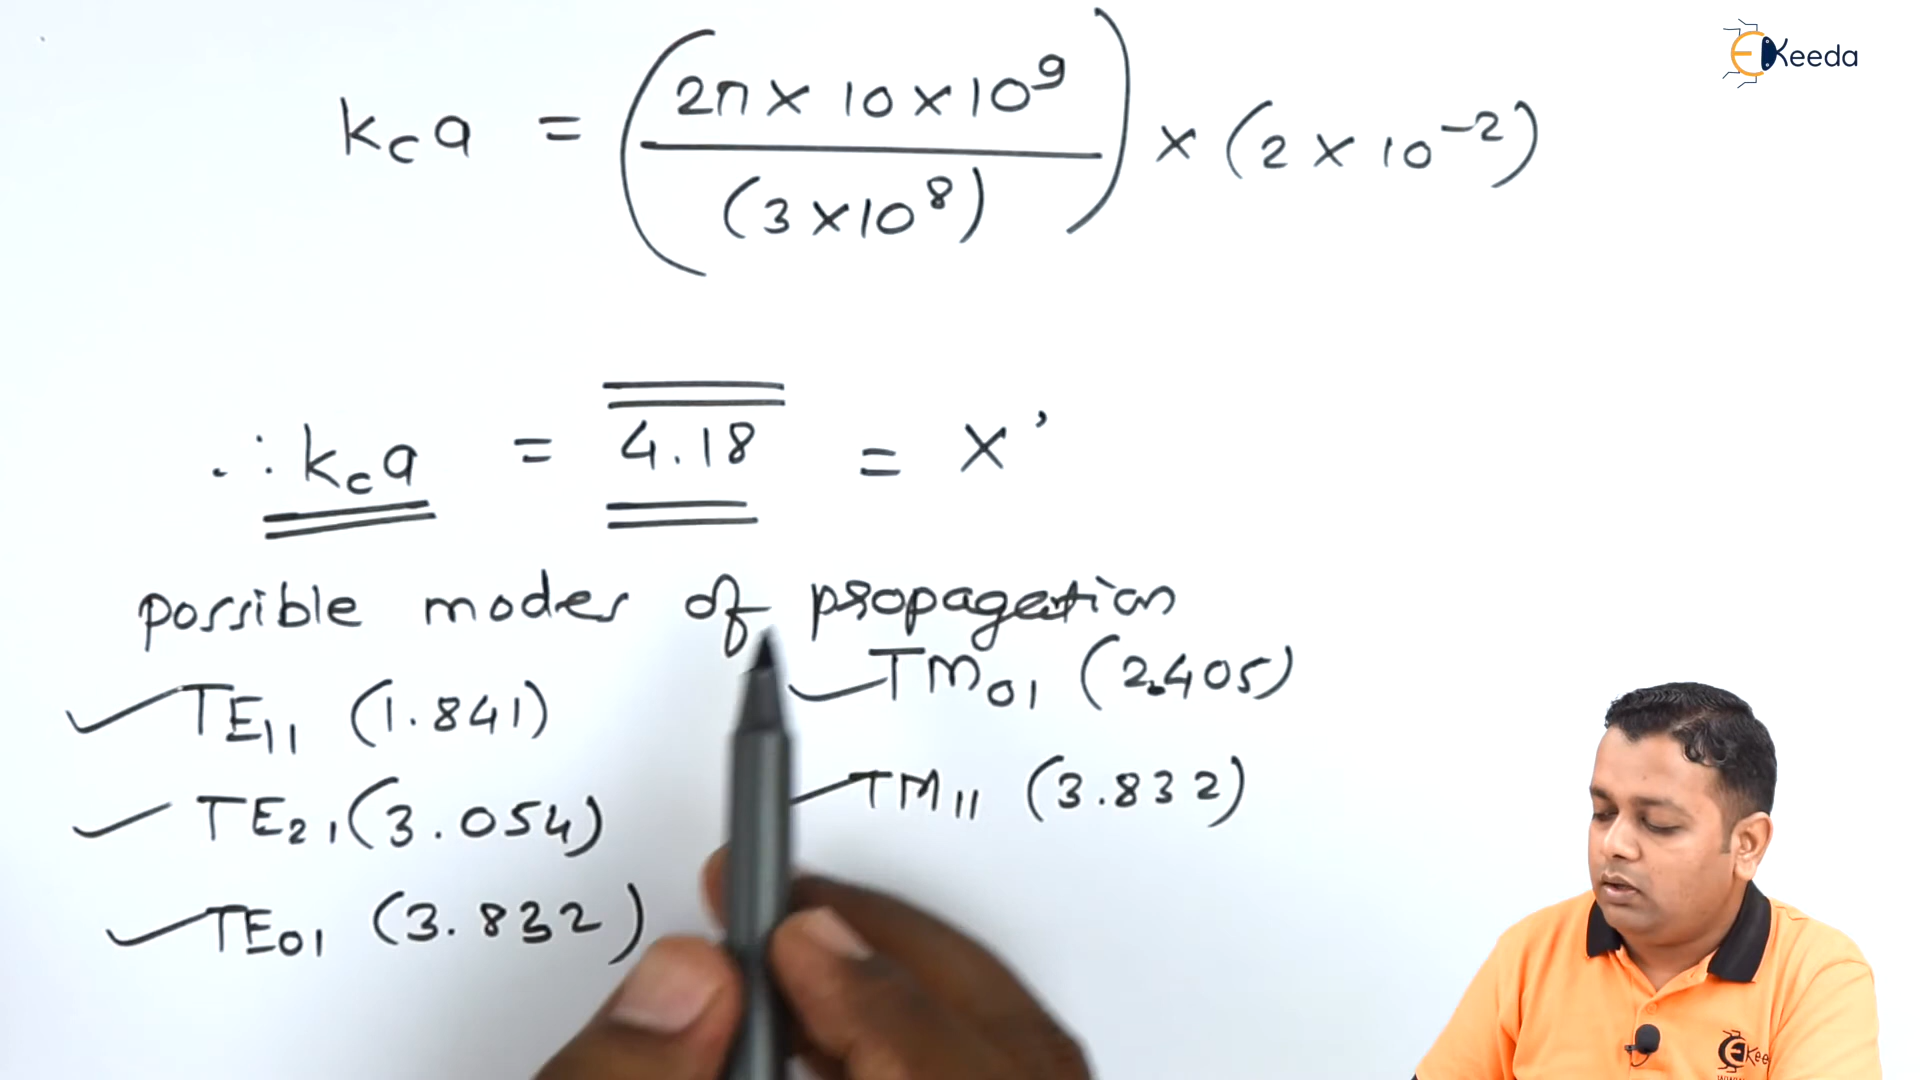 EKeeda
kca = (2π × 10 × 10⁹ / (3 × 10⁸)) × (2 × 10⁻²)
∴ kca = 4.18 = x'
possible modes of propagation
TE11 (1.841) TM01 (2.405)
TE21 (3.054) TM11 (3.832)
TE01 (3.832)